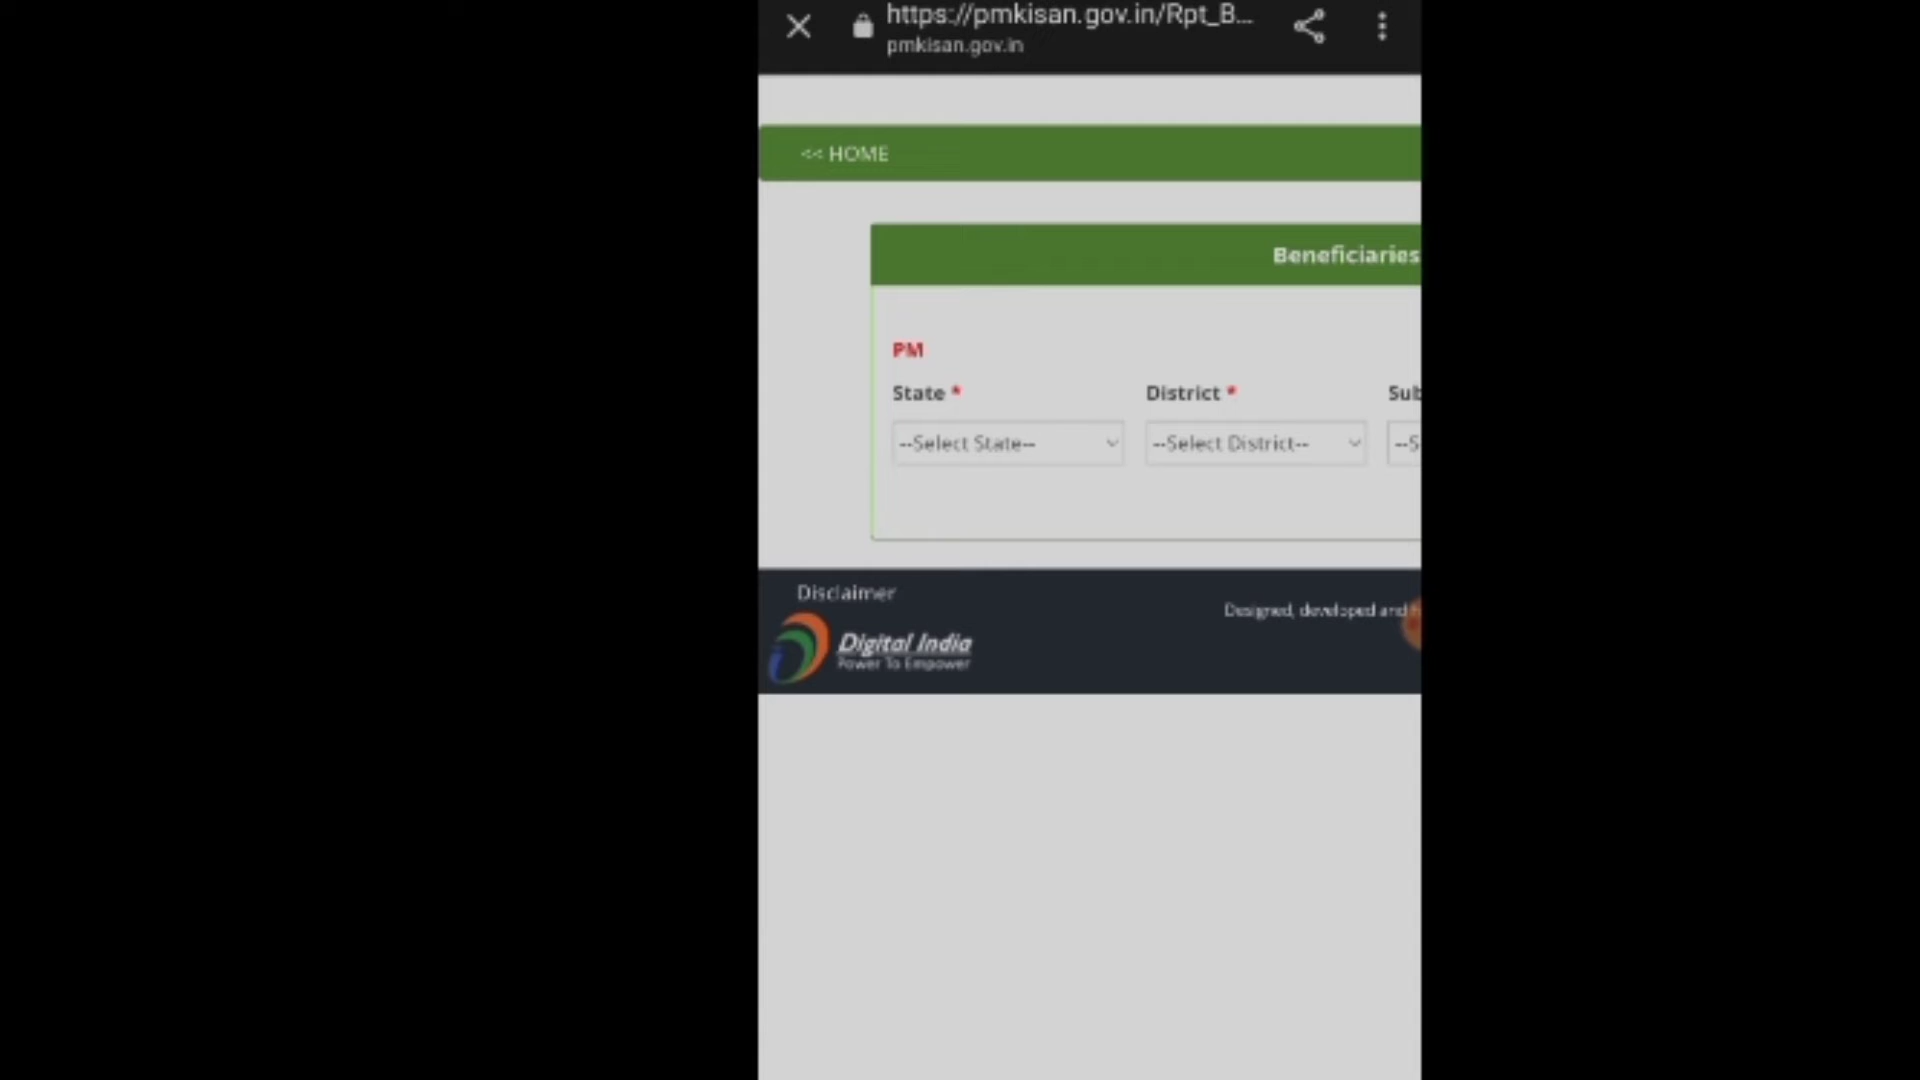 https://pmkisan.gov.in/Rpt_B...
pmkisan.gov.in
<< HOME
Beneficiaries
PM
State * District * Sub
--Select State-- --Select District-- --S
Disclaimer
Designed, developed and
Digital India
Power To Empower